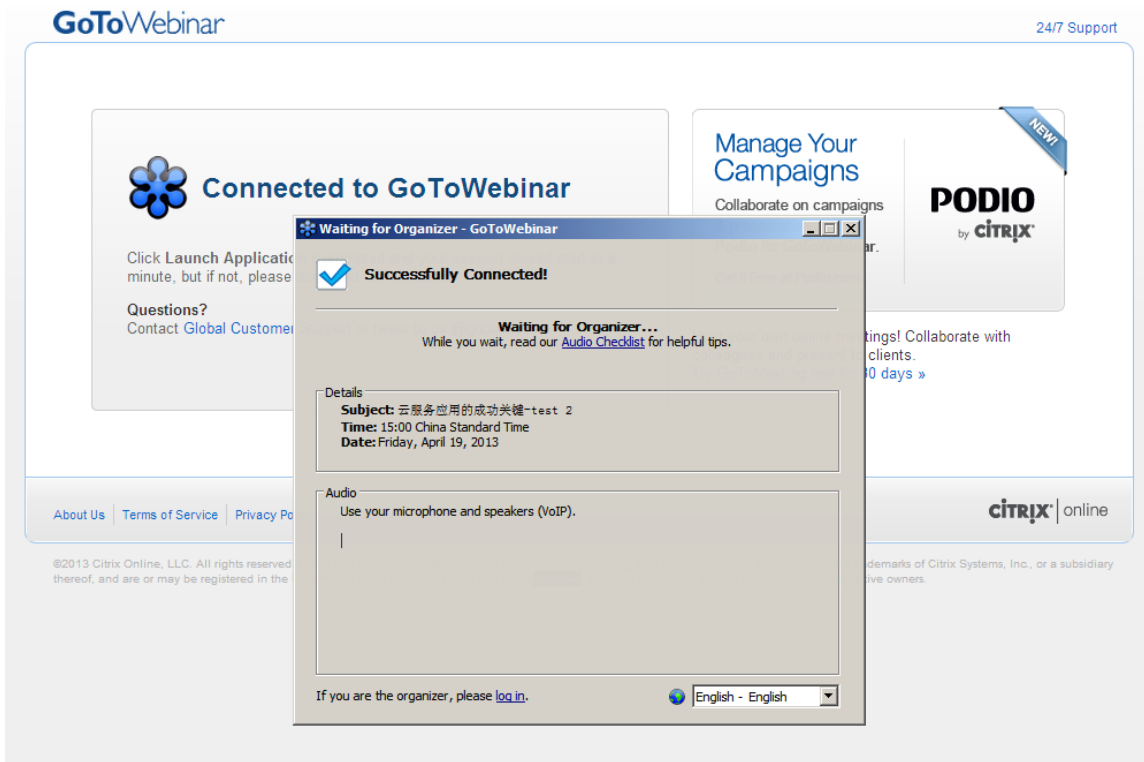 GoToWebinar
24/7 Support
Connected to GoToWebinar
Click Launch Applicatio
minute, but if not, please
Questions?
Contact Global Customer
Manage Your
Campaigns
Collaborate on campaigns
ar.
NEW!
PODIO
by CITRIX
tings! Collaborate with
clients.
30 days »
Waiting for Organizer - GoToWebinar
Successfully Connected!
Waiting for Organizer...
While you wait, read our Audio Checklist for helpful tips.
Details
Subject: 云服务应用的成功关键-test 2
Time: 15:00 China Standard Time
Date: Friday, April 19, 2013
Audio
Use your microphone and speakers (VoIP).
If you are the organizer, please log in.
English - English
About Us | Terms of Service | Privacy Po
CITRIX | online
©2013 Citrix Online, LLC. All rights reserved
demarks of Citrix Systems, Inc., or a subsidiary
thereof, and are or may be registered in the
ive owners.